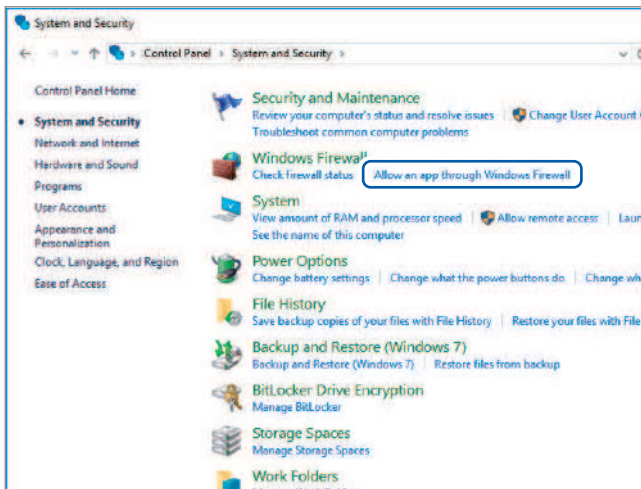 System and Security
Control Panel > System and Security >
Control Panel Home
System and Security
Network and Internet
Hardware and Sound
Programs
User Accounts
Appearance and
Personalization
Clock, Language, and Region
Ease of Access
Security and Maintenance
Review your computer's status and resolve issues | Change User Account
Troubleshoot common computer problems
Windows Firewall
Check firewall status | Allow an app through Windows Firewall
System
View amount of RAM and processor speed | Allow remote access | Laun
See the name of this computer
Power Options
Change battery settings | Change what the power buttons do | Change wh
File History
Save backup copies of your files with File History | Restore your files with File
Backup and Restore (Windows 7)
Backup and Restore (Windows 7) | Restore files from backup
BitLocker Drive Encryption
Manage BitLocker
Storage Spaces
Manage Storage Spaces
Work Folders